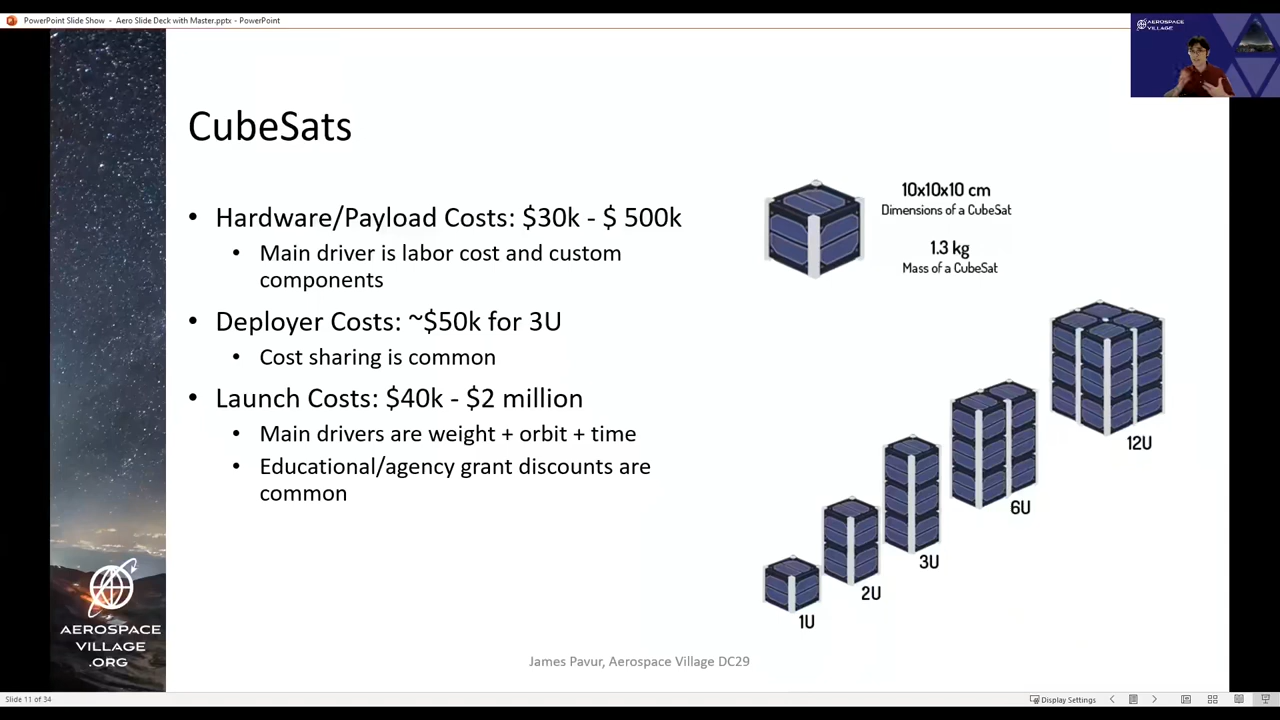 PowerPoint Slide Show - Aero Slide Deck with Master.pptx - PowerPoint
AEROSPACE
VILLAGE
CubeSats
• Hardware/Payload Costs: $30k - $ 500k
• Main driver is labor cost and custom
components
• Deployer Costs: ~$50k for 3U
• Cost sharing is common
• Launch Costs: $40k - $2 million
• Main drivers are weight + orbit + time
• Educational/agency grant discounts are
common
10x10x10 cm
Dimensions of a CubeSat
1.3 kg
Mass of a CubeSat
12U
6U
3U
2U
1U
AEROSPACE
VILLAGE
.ORG
James Pavur, Aerospace Village DC29
Slide 11 of 34
Display Settings